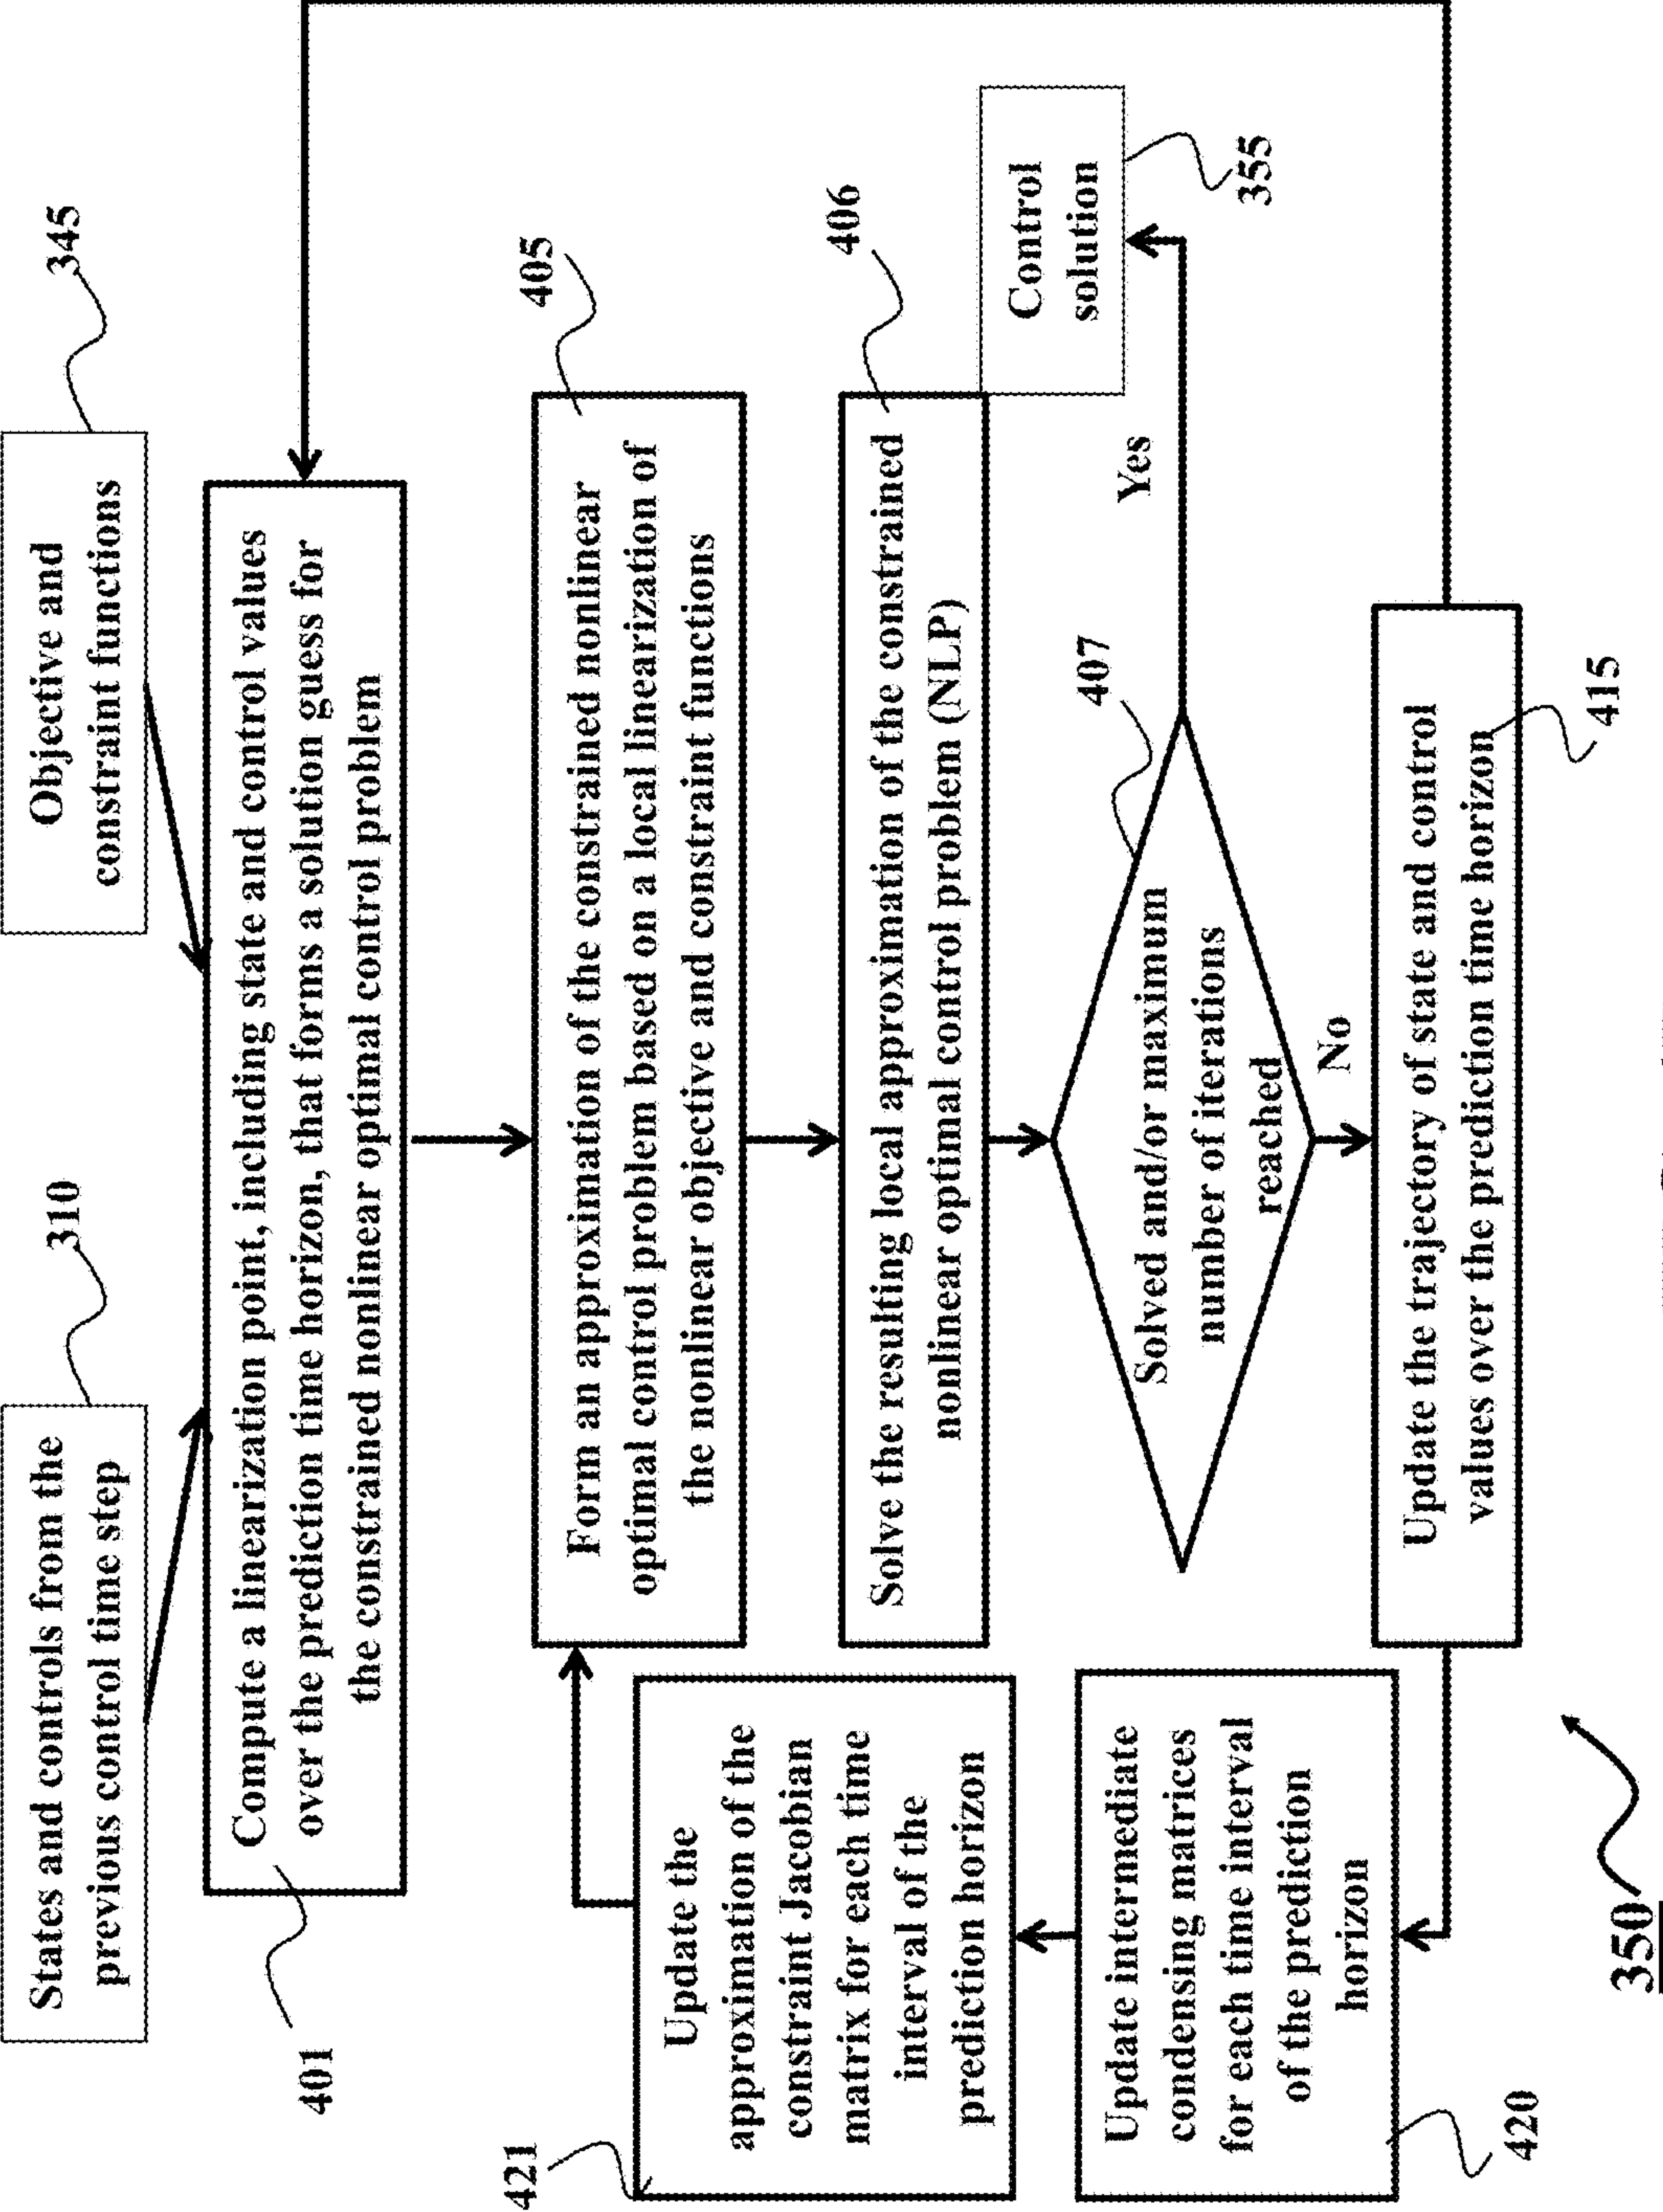 States and controls from the
previous control time step
310
Objective and
constraint functions
345
401
Compute a linearization point, including state and control values
over the prediction time horizon, that forms a solution guess for
the constrained nonlinear optimal control problem
405
Form an approximation of the constrained nonlinear
optimal control problem based on a local linearization of
the nonlinear objective and constraint functions
421
Update the
approximation of the
constraint Jacobian
matrix for each time
interval of the
prediction horizon
406
Solve the resulting local approximation of the constrained
nonlinear optimal control problem (NLP)
407
Solved and/or maximum
number of iterations
reached
Yes
Control
solution
355
No
420
Update intermediate
condensing matrices
for each time interval
of the prediction
horizon
Update the trajectory of state and control
values over the prediction time horizon
415
350